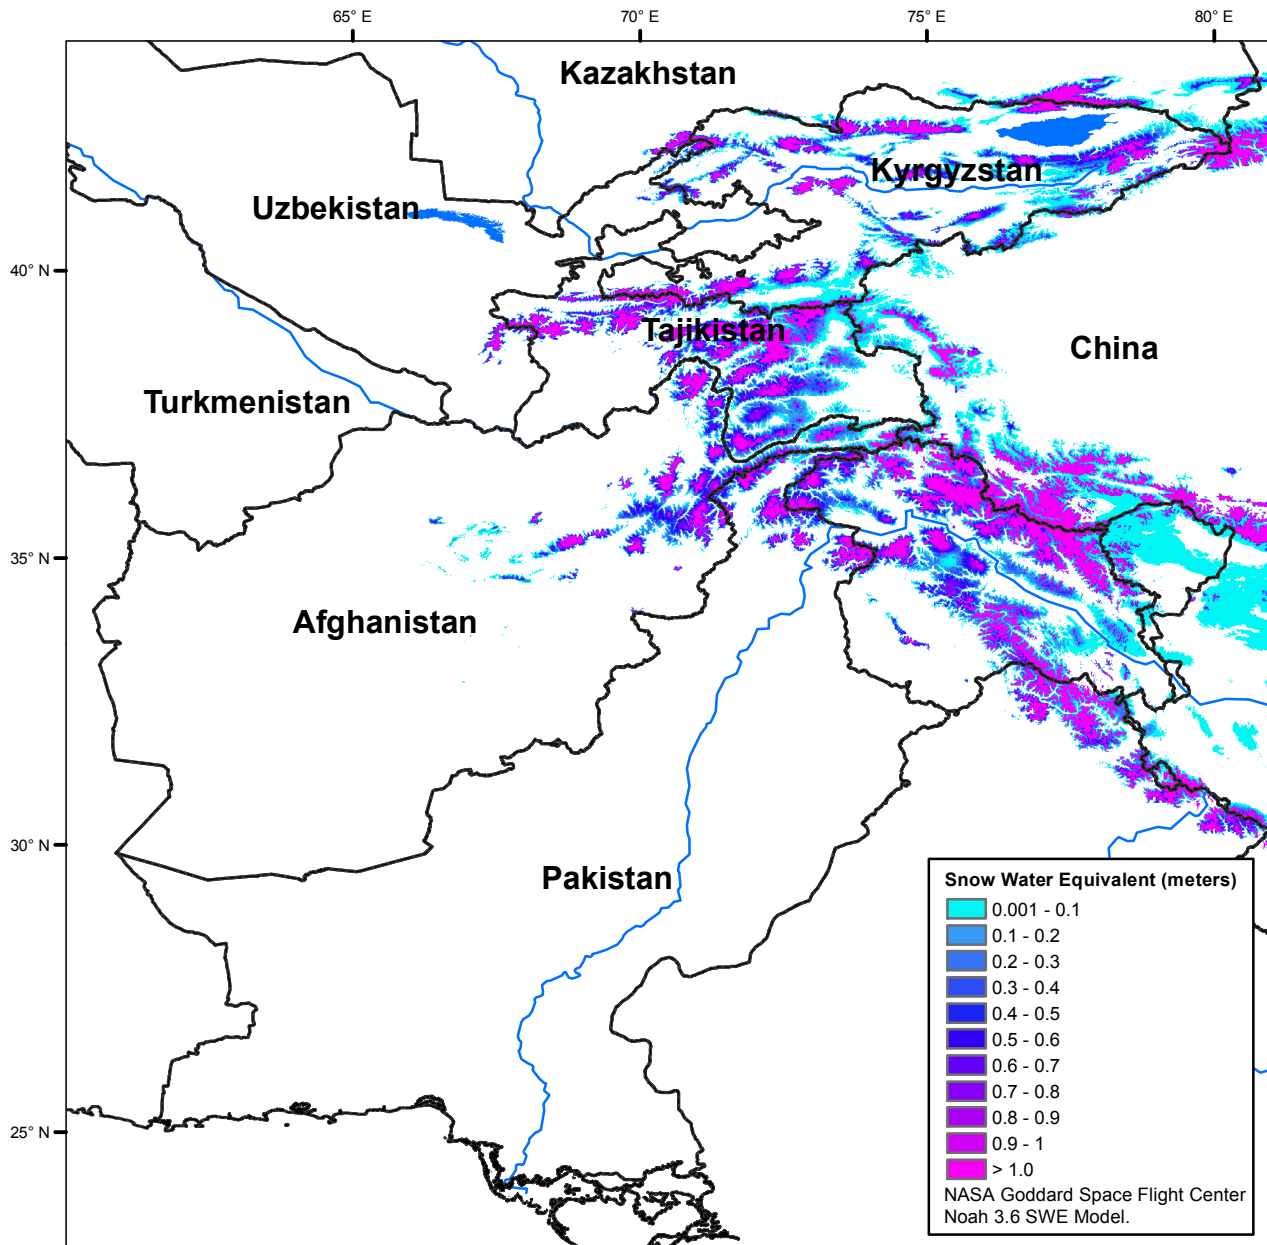 65° E
70° E
75° E
80° E
Kazakhstan
Kyrgyzstan
Uzbekistan
40° N
Tajikistan
China
Turkmenistan
35° N
Afghanistan
30° N
Pakistan
25° N
Snow Water Equivalent (meters)
0.001 - 0.1
0.1 - 0.2
0.2 - 0.3
0.3 - 0.4
0.4 - 0.5
0.5 - 0.6
0.6 - 0.7
0.7 - 0.8
0.8 - 0.9
0.9 - 1
> 1.0
NASA Goddard Space Flight Center
Noah 3.6 SWE Model.